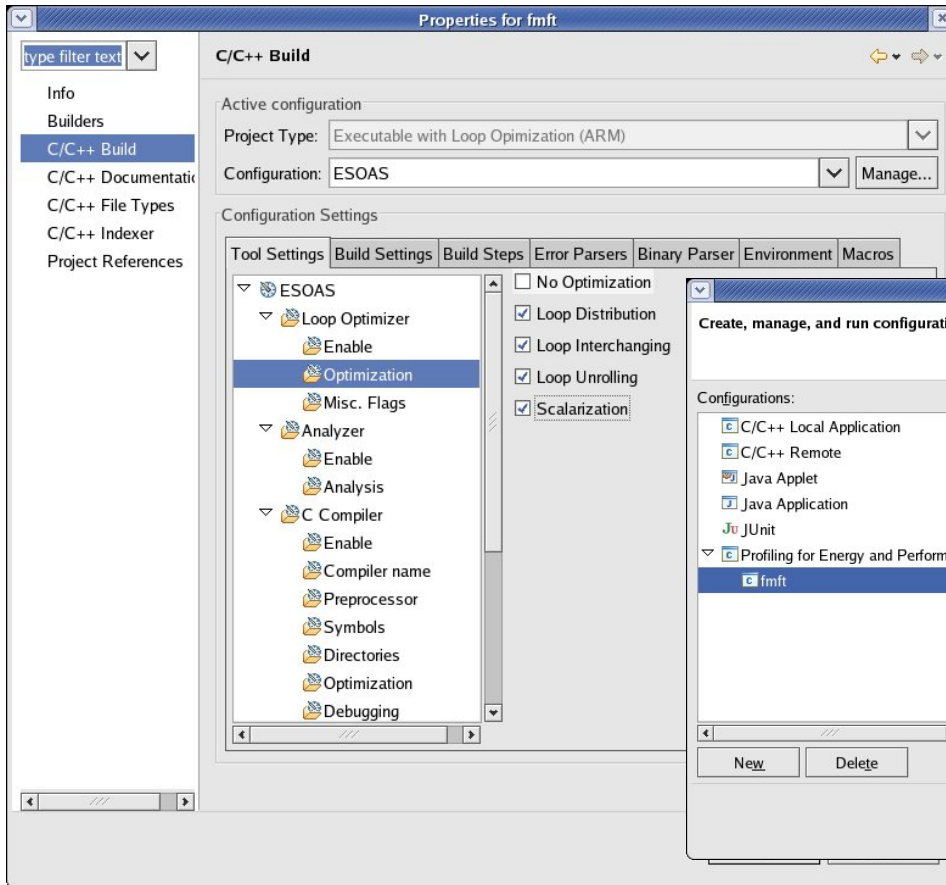 Properties for fmft
type filter text
Info
Builders
C/C++ Build
C/C++ Documentatio
C/C++ File Types
C/C++ Indexer
Project References
C/C++ Build
Active configuration
Project Type: Executable with Loop Opimization (ARM)
Configuration: ESOAS Manage...
Configuration Settings
Tool Settings Build Settings Build Steps Error Parsers Binary Parser Environment Macros
ESOAS
Loop Optimizer
Enable
Optimization
Misc. Flags
Analyzer
Enable
Analysis
C Compiler
Enable
Compiler name
Preprocessor
Symbols
Directories
Optimization
Debugging
No Optimization
Loop Distribution
Loop Interchanging
Loop Unrolling
Scalarization
Create, manage, and run configurati
Configurations:
C/C++ Local Application
C/C++ Remote
Java Applet
Java Application
JUnit
Profiling for Energy and Perform
fmft
New Delete